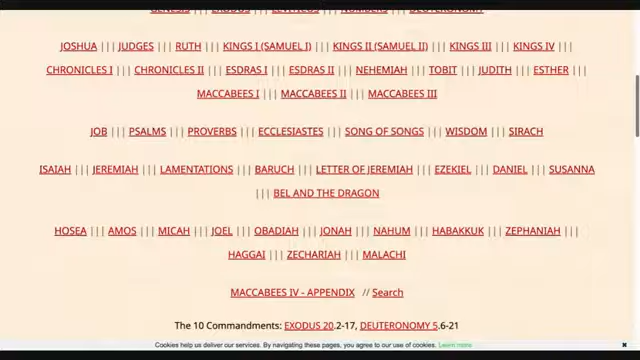 GENESIS ||| EXODUS ||| LEVITICUS ||| NUMBERS ||| DEUTERONOMY
JOSHUA ||| JUDGES ||| RUTH ||| KINGS I (SAMUEL I) ||| KINGS II (SAMUEL II) ||| KINGS III ||| KINGS IV |||
CHRONICLES I ||| CHRONICLES II ||| ESDRAS I ||| ESDRAS II ||| NEHEMIAH ||| TOBIT ||| JUDITH ||| ESTHER |||
MACCABEES I ||| MACCABEES II ||| MACCABEES III
JOB ||| PSALMS ||| PROVERBS ||| ECCLESIASTES ||| SONG OF SONGS ||| WISDOM ||| SIRACH
ISAIAH ||| JEREMIAH ||| LAMENTATIONS ||| BARUCH ||| LETTER OF JEREMIAH ||| EZEKIEL ||| DANIEL ||| SUSANNA
||| BEL AND THE DRAGON
HOSEA ||| AMOS ||| MICAH ||| JOEL ||| OBADIAH ||| JONAH ||| NAHUM ||| HABAKKUK ||| ZEPHANIAH |||
HAGGAI ||| ZECHARIAH ||| MALACHI
MACCABEES IV - APPENDIX // Search
The 10 Commandments: EXODUS 20.2-17, DEUTERONOMY 5.6-21
Cookies help us deliver our services. By navigating these pages, you agree to our use of cookies. Learn more